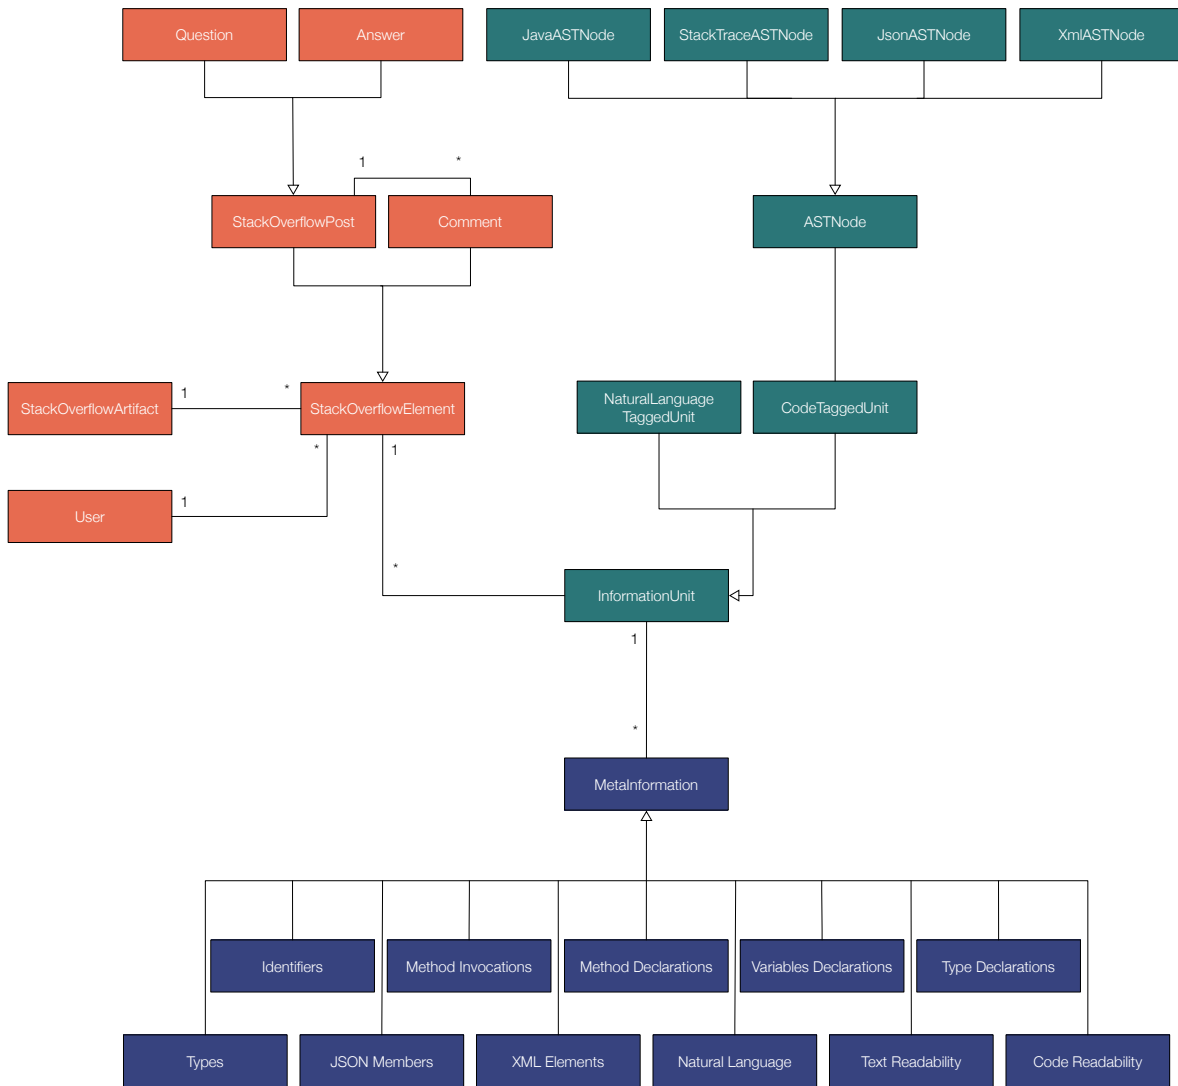 Question
Answer
JavaASTNode
StackTraceASTNode
JsonASTNode
XmlASTNode
1
*
StackOverflowPost
Comment
ASTNode
StackOverflowArtifact
1
*
StackOverflowElement
NaturalLanguage
TaggedUnit
CodeTaggedUnit
*
1
User
1
*
InformationUnit
1
*
MetaInformation
Identifiers
Method Invocations
Method Declarations
Variables Declarations
Type Declarations
Types
JSON Members
XML Elements
Natural Language
Text Readability
Code Readability